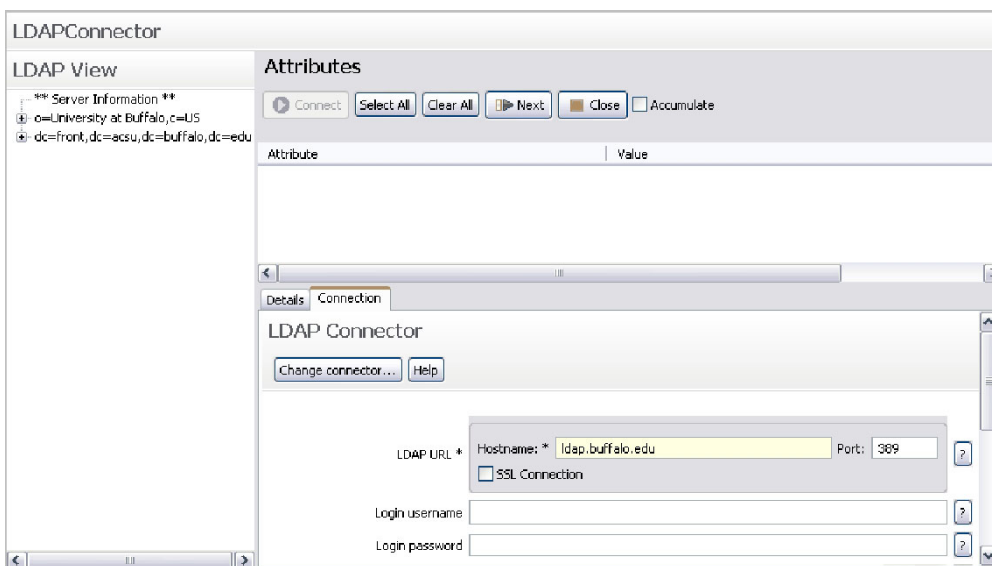 LDAPConnector
LDAP View
** Server Information **
o=University at Buffalo,c=US
dc=front,dc=acsu,dc=buffalo,dc=edu
Attributes
Connect Select All Clear All Next Close Accumulate
Attribute Value
Details Connection
LDAP Connector
Change connector... Help
LDAP URL * Hostname: * ldap.buffalo.edu Port: 389 ?
SSL Connection
Login username ?
Login password ?